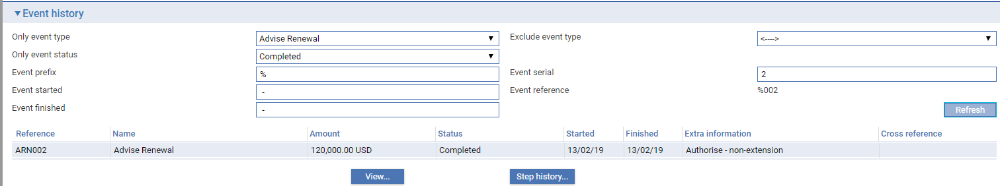 Event history
Only event type Advise Renewal Exclude event type <---->
Only event status Completed
Event prefix % Event serial 2
Event started - Event reference %002
Event finished -
Refresh
Reference Name Amount Status Started Finished Extra information Cross reference
ARN002 Advise Renewal 120,000.00 USD Completed 13/02/19 13/02/19 Authorise - non-extension
View... Step history...